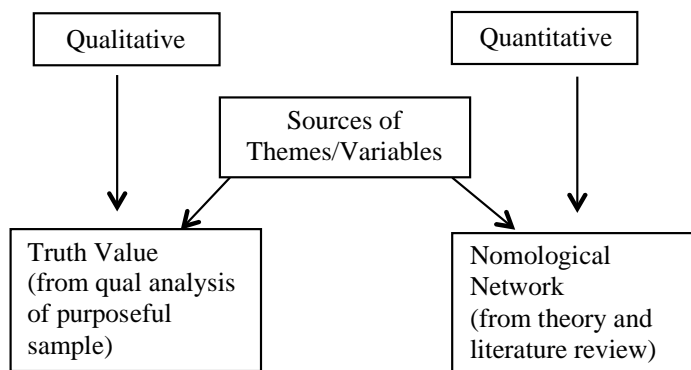 Qualitative
Quantitative
Sources of
Themes/Variables
Truth Value
(from qual analysis
of purposeful
sample)
Nomological
Network
(from theory and
literature review)